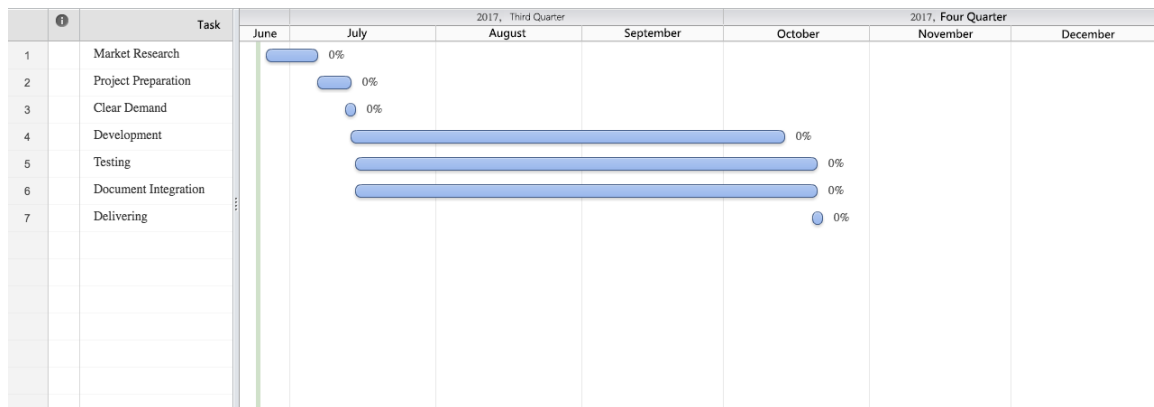 2017, Third Quarter 2017, Four Quarter
Task June July August September October November December
1 Market Research 0%
2 Project Preparation 0%
3 Clear Demand 0%
4 Development 0%
5 Testing 0%
6 Document Integration 0%
7 Delivering 0%